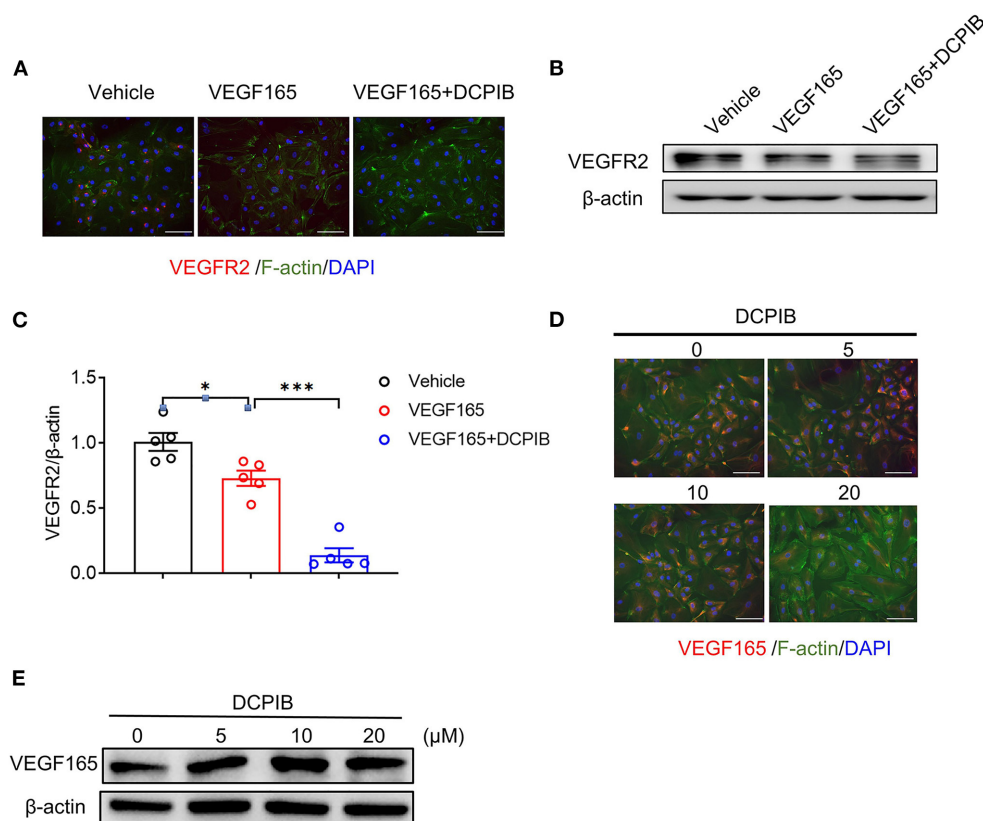 A
Vehicle VEGF165 VEGF165+DCPIB
VEGFR2 /F-actin/DAPI
B
Vehicle VEGF165 VEGF165+DCPIB
VEGFR2
β-actin
C
VEGFR2/β-actin
1.5
1.0
0.5
0.0
* ***
Vehicle
VEGF165
VEGF165+DCPIB
D
DCPIB
0 5
10 20
VEGF165 /F-actin/DAPI
E
DCPIB
0 5 10 20 (μM)
VEGF165
β-actin